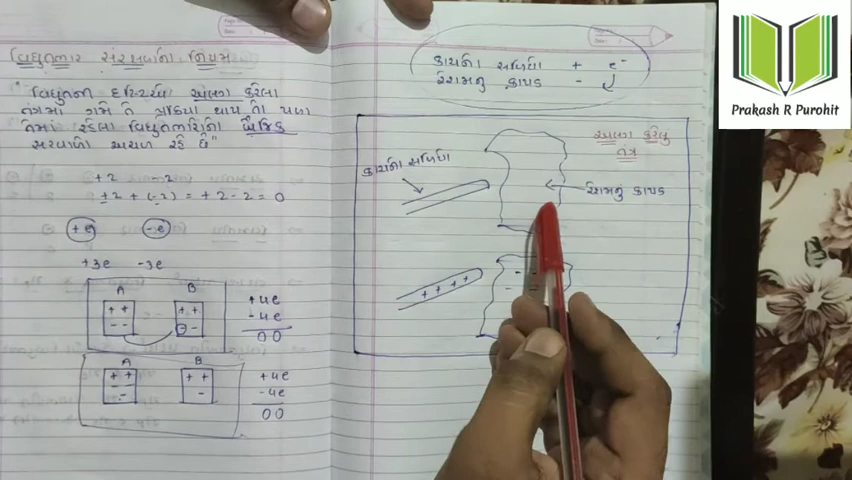 વિદ્યુતભાર સંરક્ષણનો નિયમ
"વિદ્યુતની દ્રષ્ટિએ અલગ કરેલા
તંત્રમાં ગમે તે પ્રક્રિયા થાય તો પણ
તેમાં રહેલા વિદ્યુતભારોનો બૈજિક
સરવાળો અચળ રહે છે"
+2 -2
+2 + (-2) = +2 - 2 = 0
+e -e
+3e -3e
A B
+ + + +
- - - -
+4e
-4e
00
A B
+ + + +
- - -
+4e
-4e
00
કાચનો સળિયો + e⁻
રેશમનું કાપડ -
અલગ કરેલુ
તંત્ર
કાચનો સળિયો
રેશમનું કાપડ
+ + + +
Prakash R Purohit